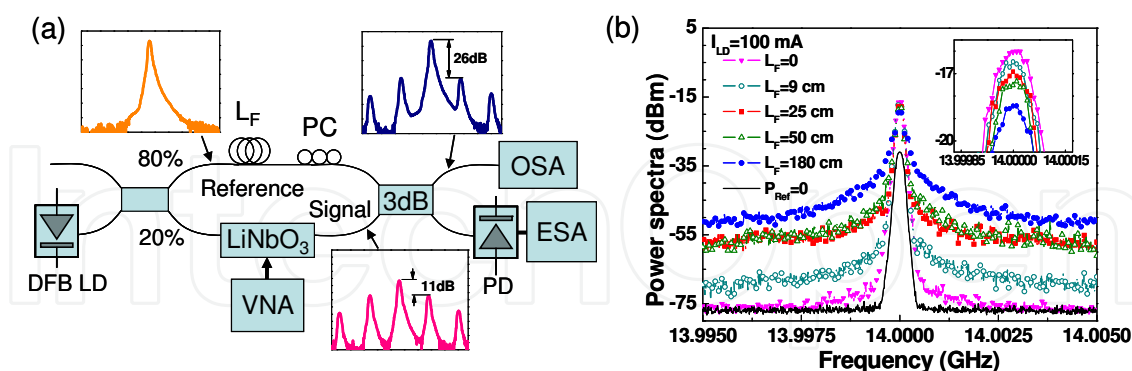 (a)
26dB
L_F
PC
80%
Reference
OSA
Signal
3dB
20%
LiNbO₃
ESA
DFB LD
11dB
PD
VNA
(b)
5
-15
-35
-55
-75
Power spectra (dBm)
I_LD=100 mA
L_F=0
L_F=9 cm
L_F=25 cm
L_F=50 cm
L_F=180 cm
P_Ref=0
-17
-20
13.99985 14.00000 14.00015
13.9950 13.9975 14.0000 14.0025 14.0050
Frequency (GHz)